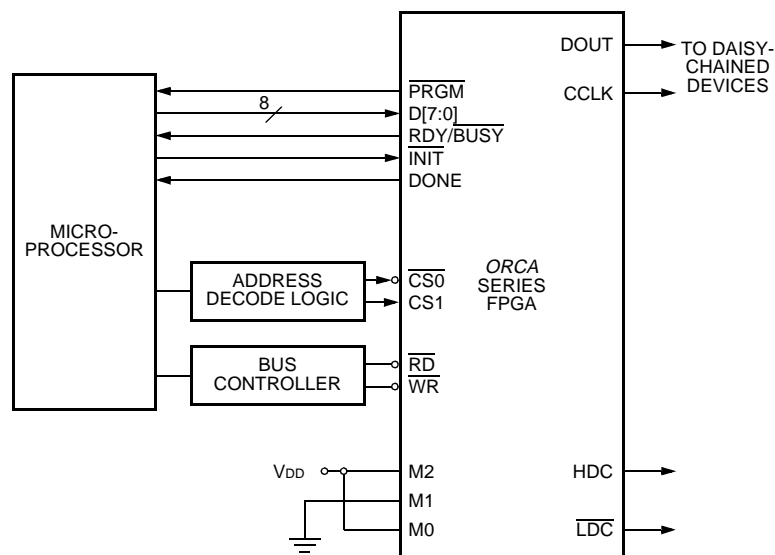 DOUT
TO DAISY-
CHAINED
DEVICES
CCLK
PRGM
8
D[7:0]
RDY/BUSY
INIT
DONE
MICRO-
PROCESSOR
ADDRESS
DECODE LOGIC
CS0
CS1
ORCA
SERIES
FPGA
BUS
CONTROLLER
RD
WR
VDD
M2
M1
M0
HDC
LDC